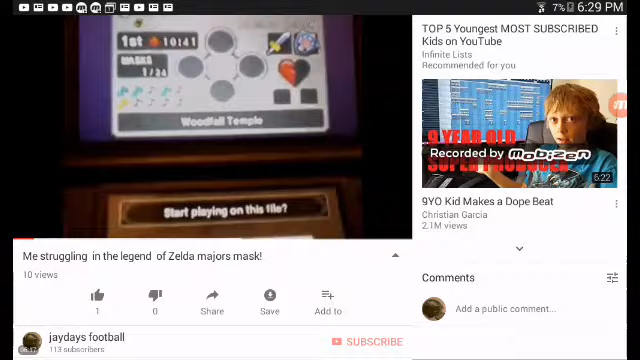 7% 6:29 PM
1st 10:41
MASKS
1/24
Woodfall Temple
Start playing on this file?
Me struggling in the legend of Zelda majors mask!
10 views
1
0
Share
Save
Add to
jaydays football
113 subscribers
SUBSCRIBE
TOP 5 Youngest MOST SUBSCRIBED
Kids on YouTube
Infinite Lists
Recommended for you
9 YEAR OLD
Recorded by mobizen
SUPER PRODUCER
5:22
9YO Kid Makes a Dope Beat
Christian Garcia
2.1M views
Comments
Add a public comment...